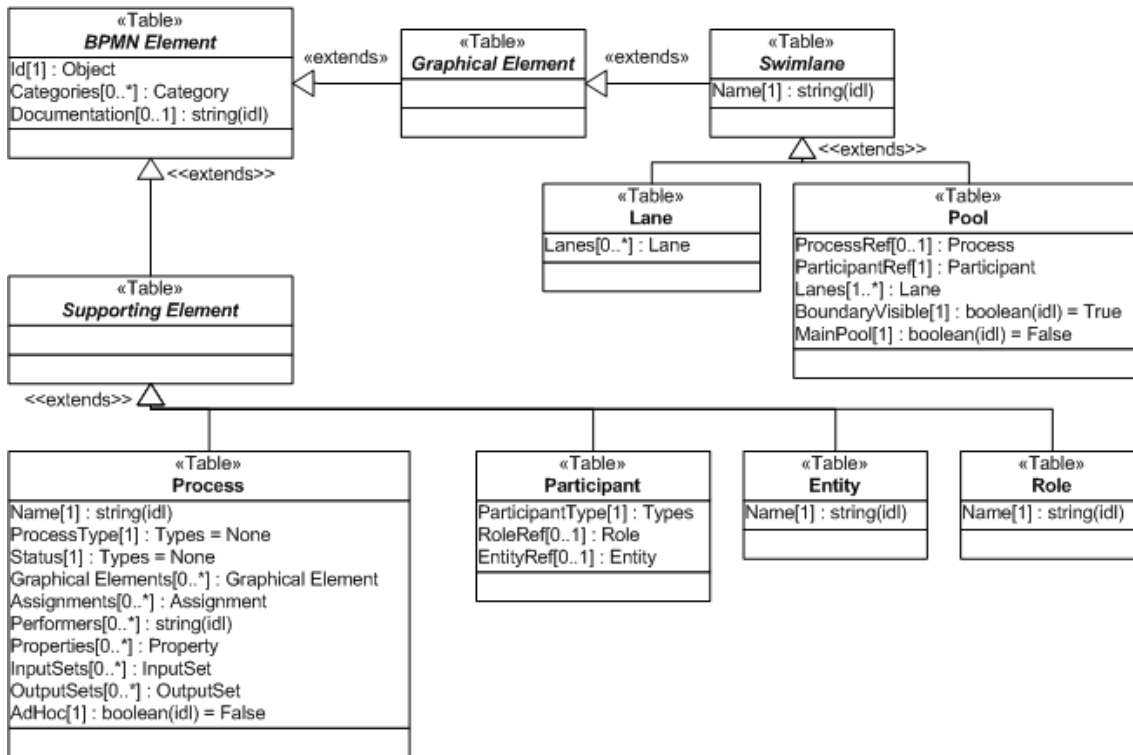 «Table»
BPMN Element
Id[1] : Object
Categories[0..*] : Category
Documentation[0..1] : string(idl)
«extends»
«Table»
Graphical Element
«extends»
«Table»
Swimlane
Name[1] : string(idl)
<<extends>>
<<extends>>
«Table»
Lane
Lanes[0..*] : Lane
«Table»
Pool
ProcessRef[0..1] : Process
ParticipantRef[1] : Participant
Lanes[1..*] : Lane
BoundaryVisible[1] : boolean(idl) = True
MainPool[1] : boolean(idl) = False
«Table»
Supporting Element
<<extends>>
«Table»
Process
Name[1] : string(idl)
ProcessType[1] : Types = None
Status[1] : Types = None
Graphical Elements[0..*] : Graphical Element
Assignments[0..*] : Assignment
Performers[0..*] : string(idl)
Properties[0..*] : Property
InputSets[0..*] : InputSet
OutputSets[0..*] : OutputSet
AdHoc[1] : boolean(idl) = False
«Table»
Participant
ParticipantType[1] : Types
RoleRef[0..1] : Role
EntityRef[0..1] : Entity
«Table»
Entity
Name[1] : string(idl)
«Table»
Role
Name[1] : string(idl)